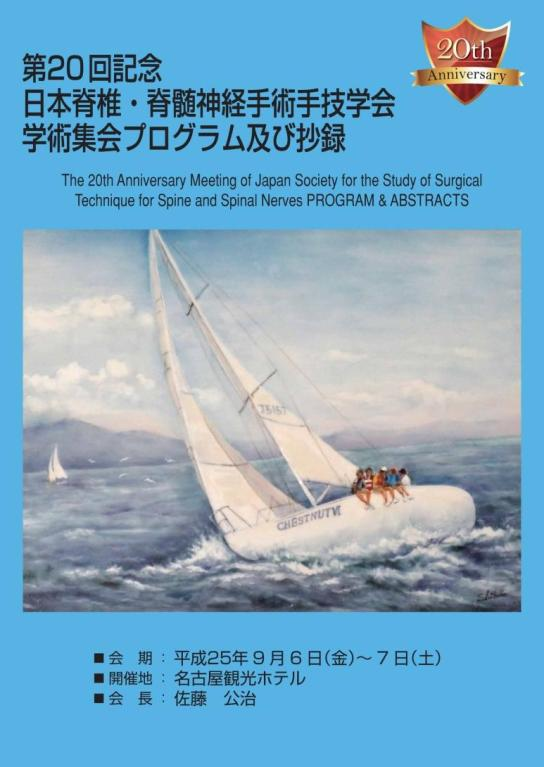 第20回記念
日本脊椎・脊髄神経手術手技学会
学術集会プログラム及び抄録
20th
Anniversary
The 20th Anniversary Meeting of Japan Society for the Study of Surgical
Technique for Spine and Spinal Nerves PROGRAM & ABSTRACTS
CHESTNUT VI
■会　期：平成25年9月6日(金)～7日(土)
■開催地：名古屋観光ホテル
■会　長：佐藤　公治